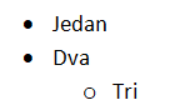 • Jedan
• Dva
○ Tri